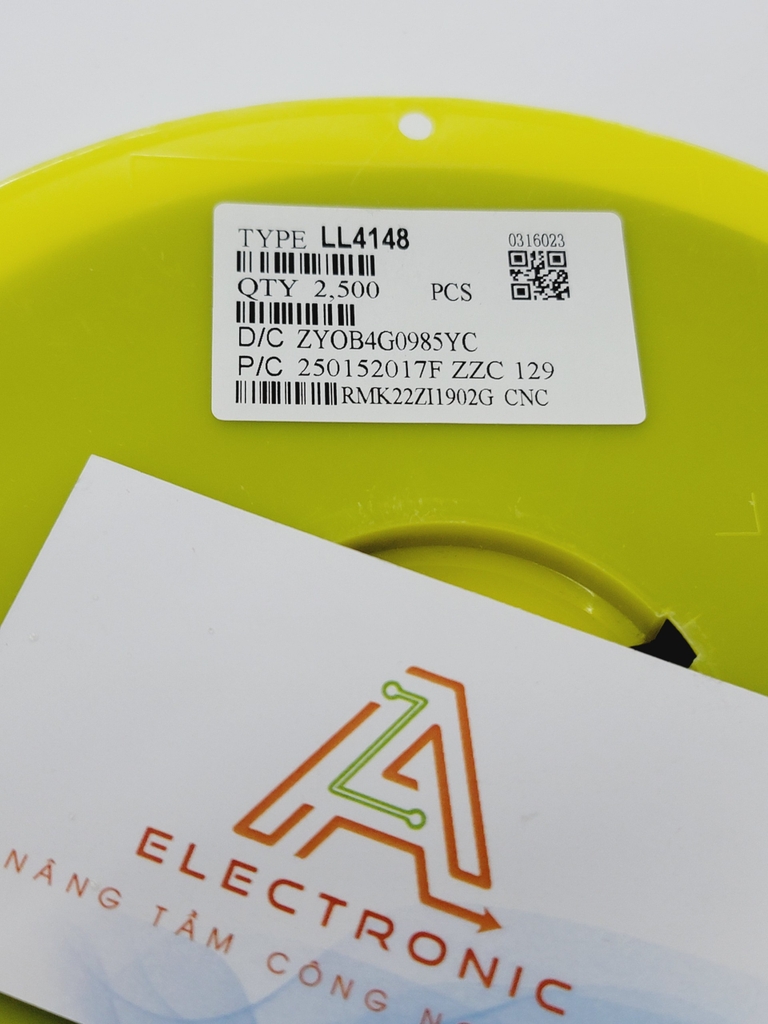 TYPE LL4148
0316023
QTY 2,500 PCS
D/C ZYOB4G0985YC
P/C 250152017F ZZC 129
RMK22ZI1902G CNC
ELECTRONIC
NÂNG TẦM CÔNG